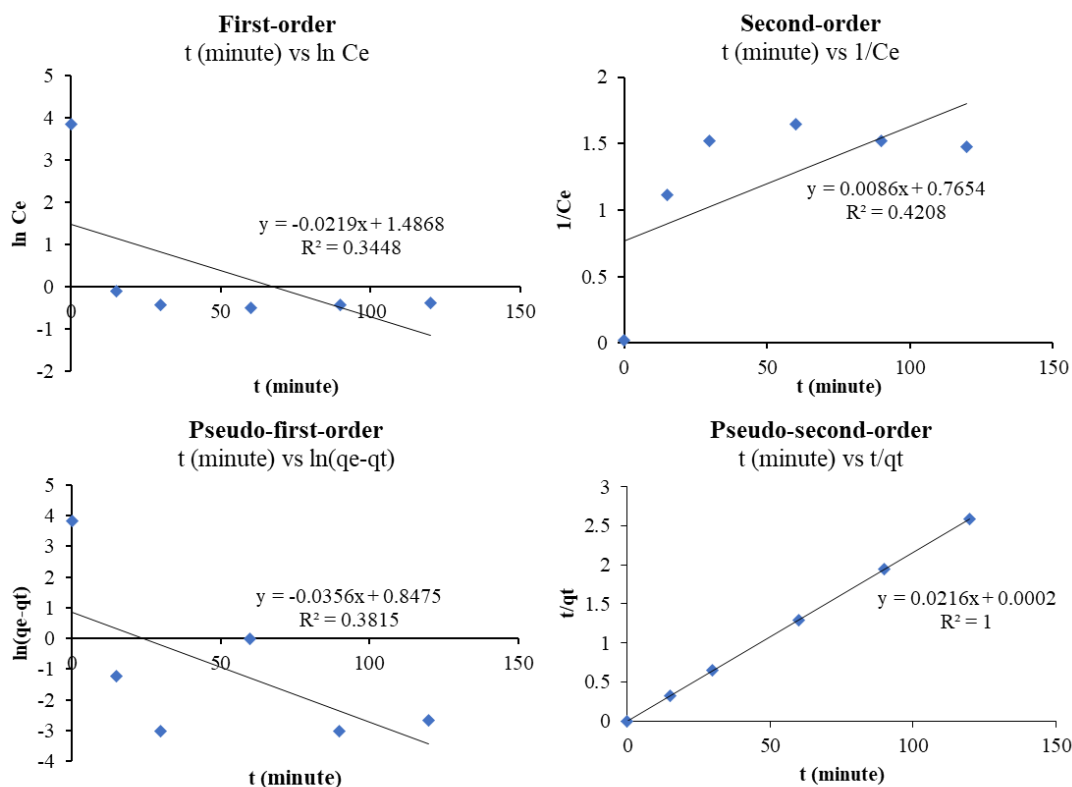 First-order
t (minute) vs ln Ce
5
4
3
2
1
0
-1
-2
0
50
100
150
ln Ce
y = -0.0219x + 1.4868
R² = 0.3448
t (minute)
Second-order
t (minute) vs 1/Ce
2
1.5
1
0.5
0
0
50
100
150
1/Ce
y = 0.0086x + 0.7654
R² = 0.4208
t (minute)
Pseudo-first-order
t (minute) vs ln(qe-qt)
5
4
3
2
1
0
-1
-2
-3
-4
0
50
100
150
ln(qe-qt)
y = -0.0356x + 0.8475
R² = 0.3815
t (minute)
Pseudo-second-order
t (minute) vs t/qt
3
2.5
2
1.5
1
0.5
0
0
50
100
150
t/qt
y = 0.0216x + 0.0002
R² = 1
t (minute)